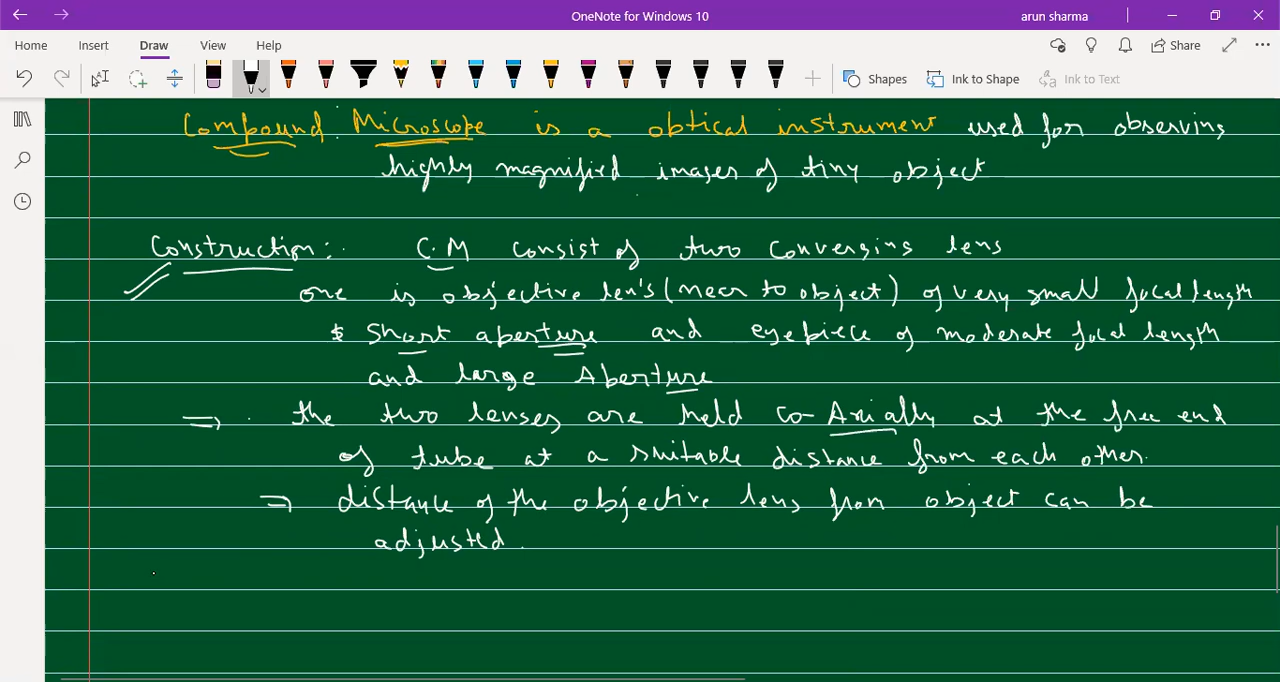 OneNote for Windows 10
arun sharma
Home Insert Draw View Help
Share
Shapes Ink to Shape Ink to Text
Compound Microscope is a optical instrument used for observing
highly magnified images of tiny object
Construction:. C.M consist of two Converging lens
one is objective len's (near to object) of very small focal length
& Short aperture and eyepiece of moderate focal length
and large Aperture
⇒ . the two lenses are held co-Axially at the free end
of tube at a suitable distance from each other.
⇒ distance of the objective lens from object can be
adjusted.